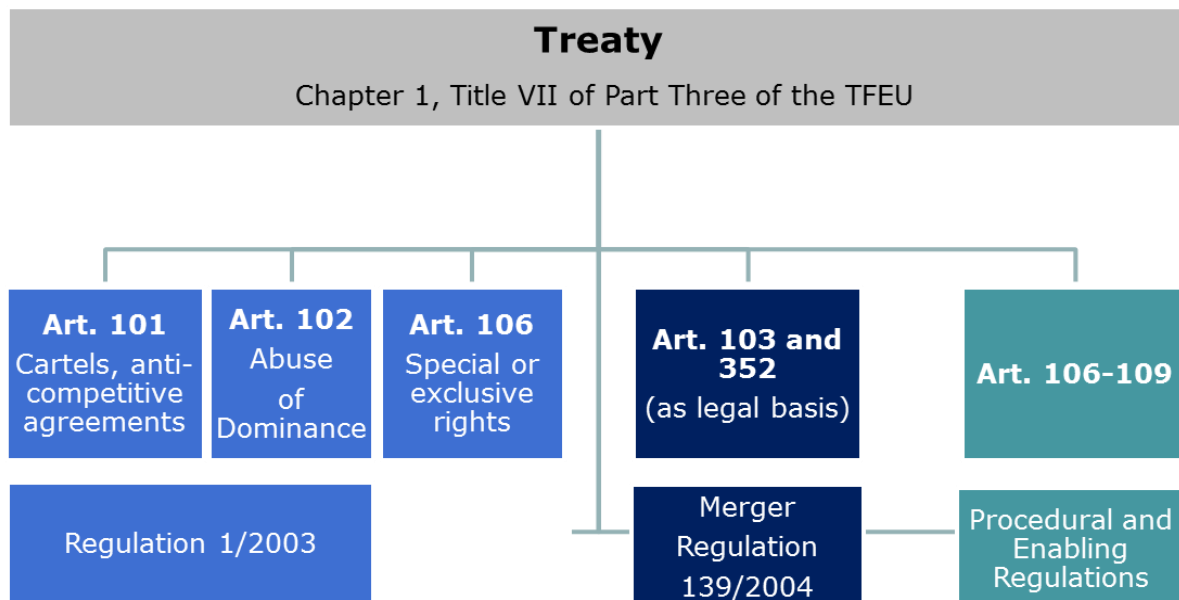 Treaty
Chapter 1, Title VII of Part Three of the TFEU
Art. 101
Cartels, anti-
competitive
agreements
Art. 102
Abuse
of
Dominance
Art. 106
Special or
exclusive
rights
Art. 103 and
352
(as legal basis)
Art. 106-109
Regulation 1/2003
Merger
Regulation
139/2004
Procedural and
Enabling
Regulations